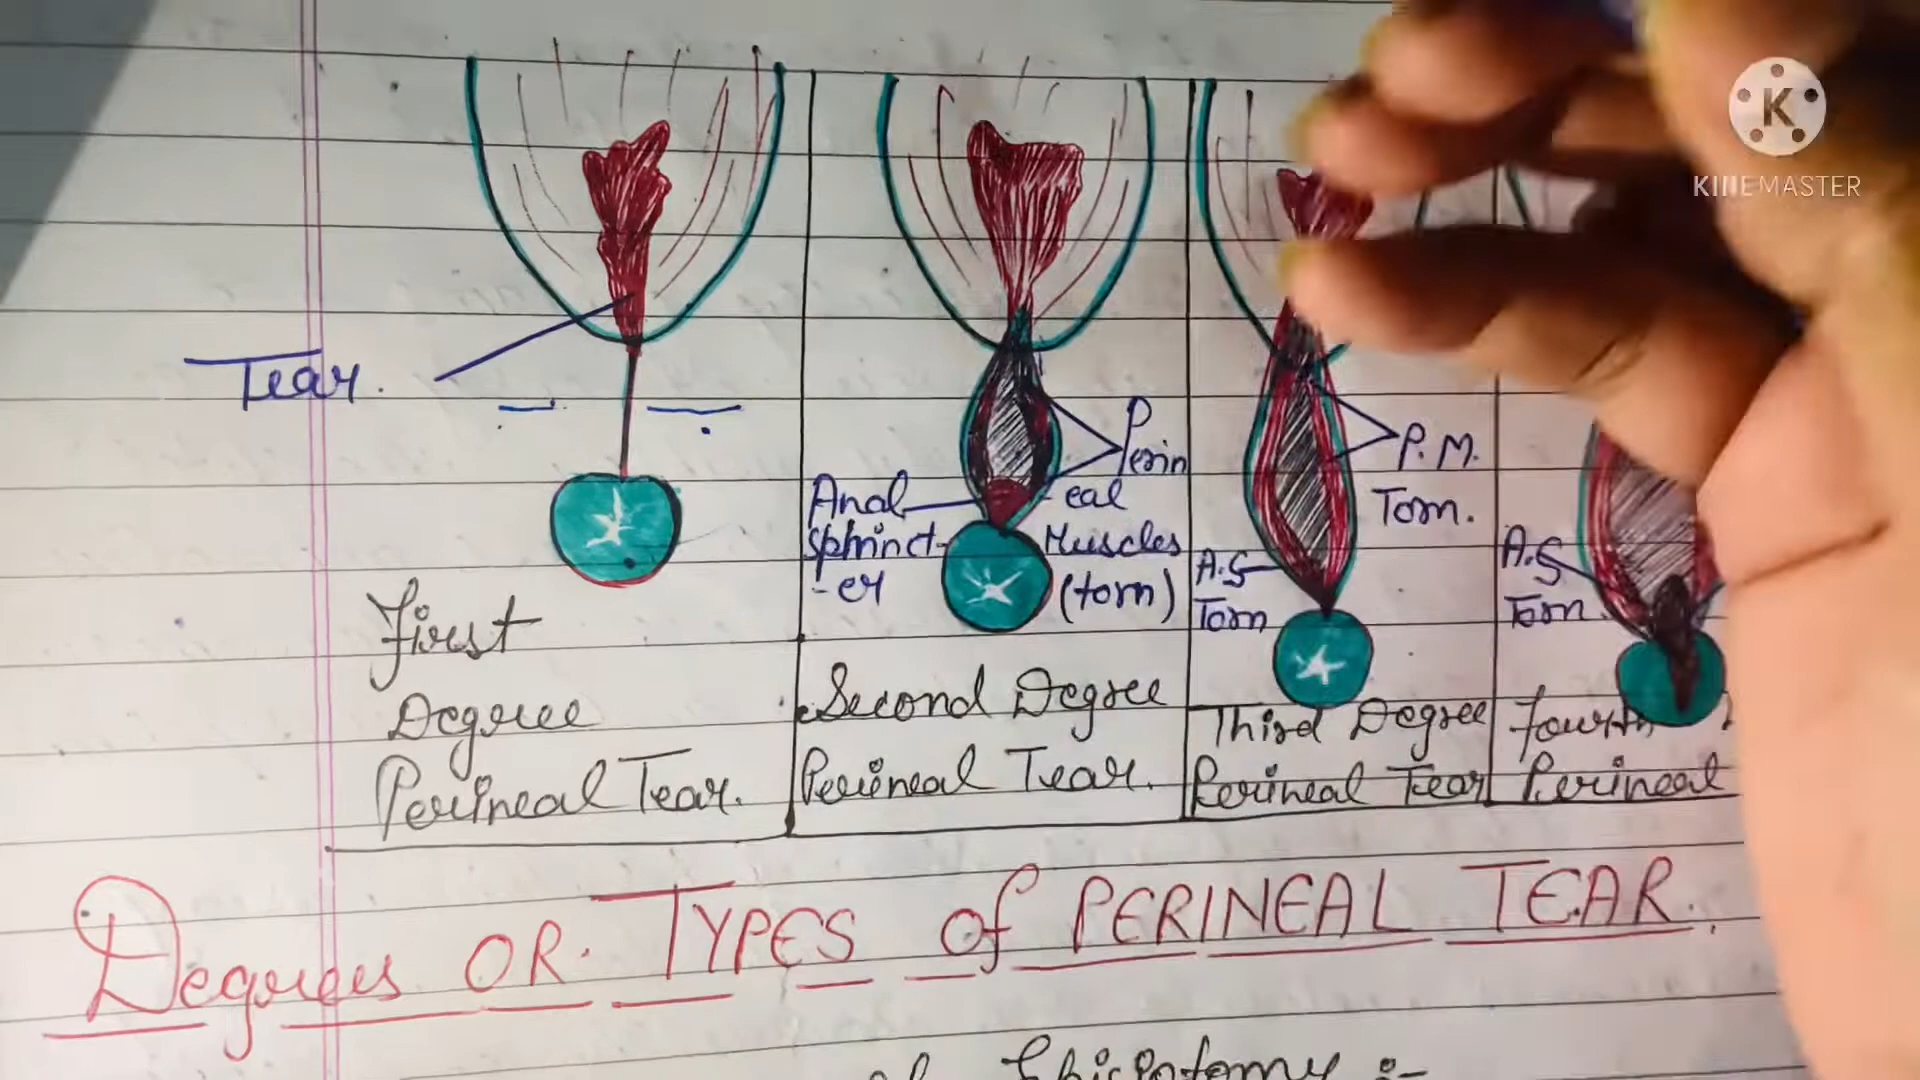 Tear.
Perin
eal
Muscles
(torn)
Anal
Sphinct-
-er
P.M.
Torn.
A.S
Torn
A.S
Torn.
First
Degree
Perineal Tear.
Second Degree
Perineal Tear.
Third Degree
Perineal Tear
Perineal
Degrees OR. TYPES of PERINEAL TEAR.
Episiotomy :-
KINEMASTER